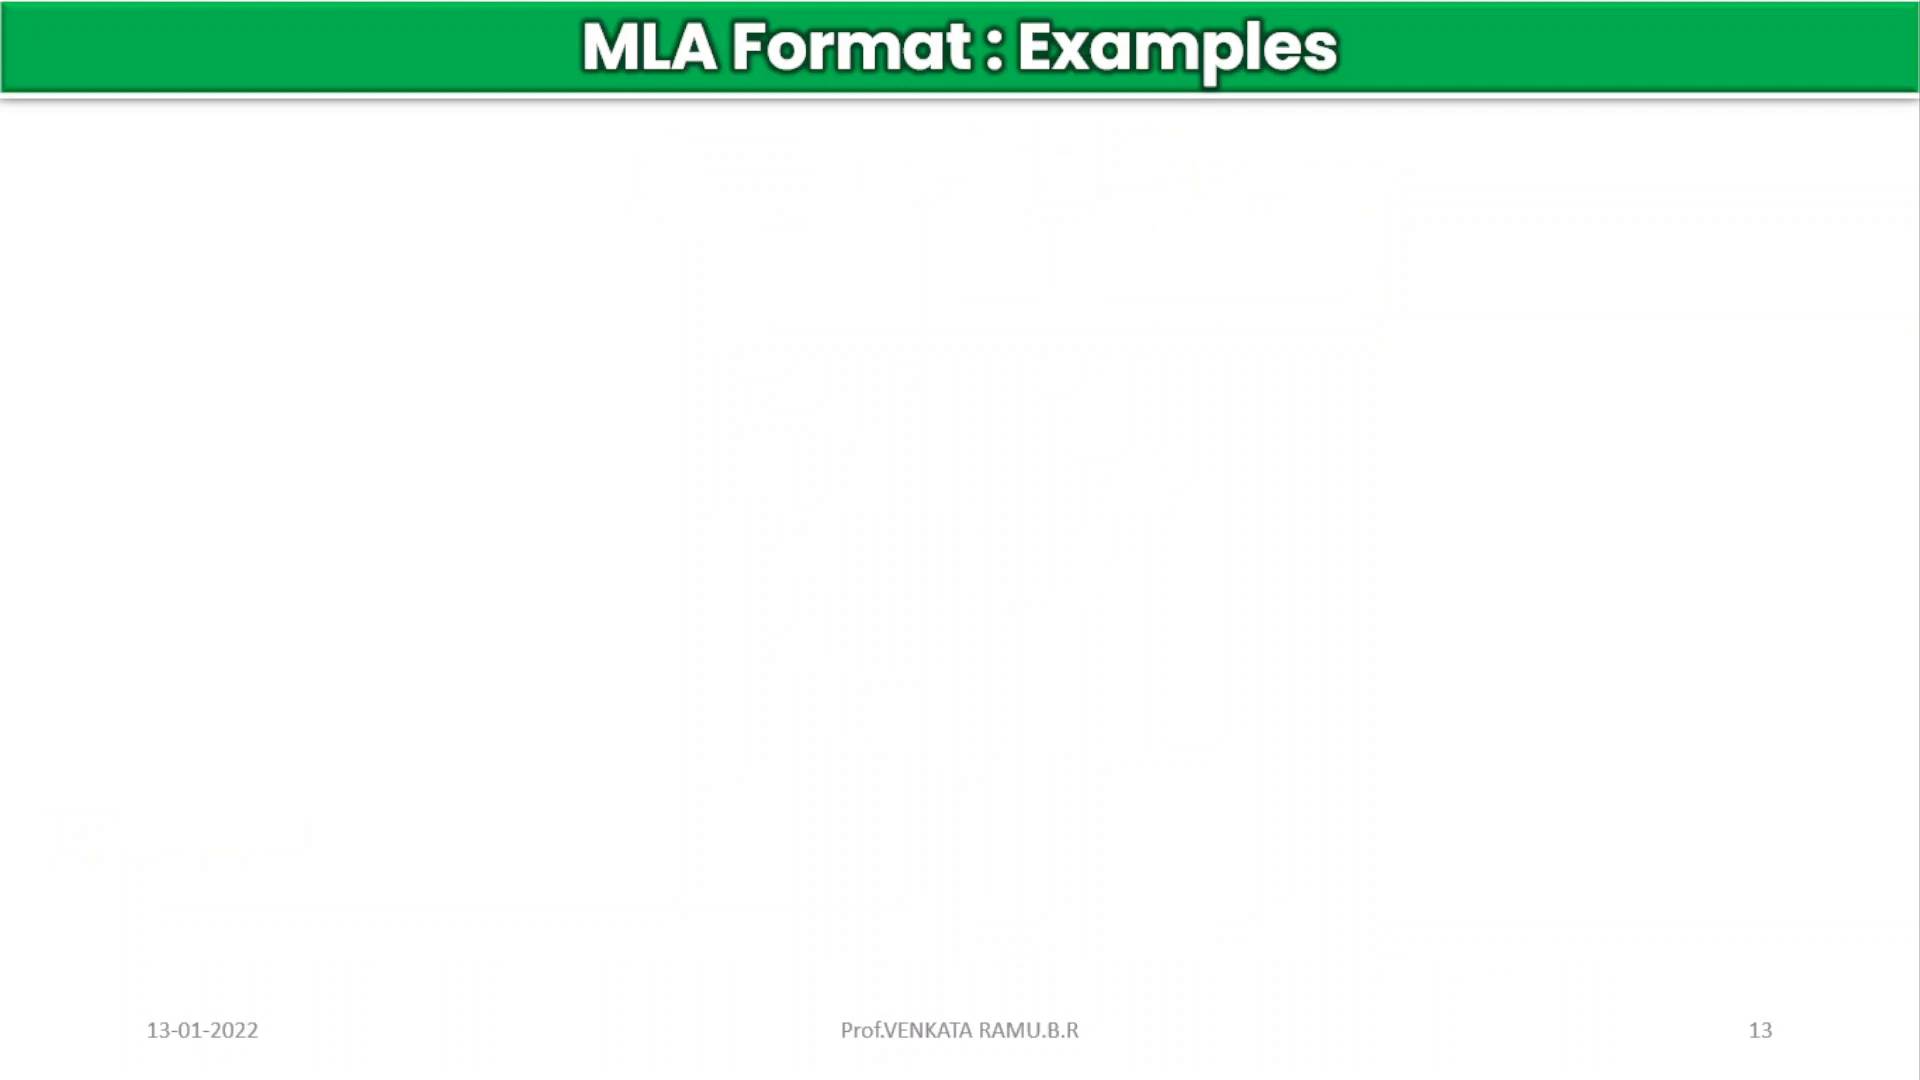 MLA Format : Examples
13-01-2022
Prof.VENKATA RAMU.B.R
13